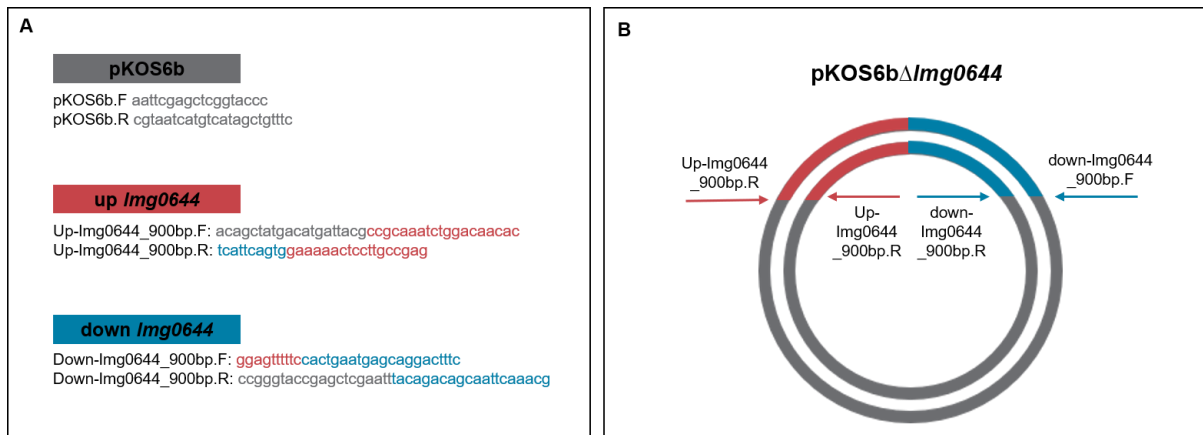 A
pKOS6b
pKOS6b.F aattcgagctcggtaccc
pKOS6b.R cgtaatcatgtcatagctgtttc
up lmg0644
Up-lmg0644_900bp.F: acagctatgacatgattacgccgcaaatctggacaacac
Up-lmg0644_900bp.R: tcattcagtggaaaaactccttgccgag
down lmg0644
Down-lmg0644_900bp.F: ggagtttttccactgaatgagcaggactttc
Down-lmg0644_900bp.R: ccgggtaccgagctcgaatttacagacagcaattcaaacg
B
pKOS6bΔlmg0644
Up-lmg0644
_900bp.R
down-lmg0644
_900bp.F
Up-
lmg0644
_900bp.R
down-
lmg0644
_900bp.R